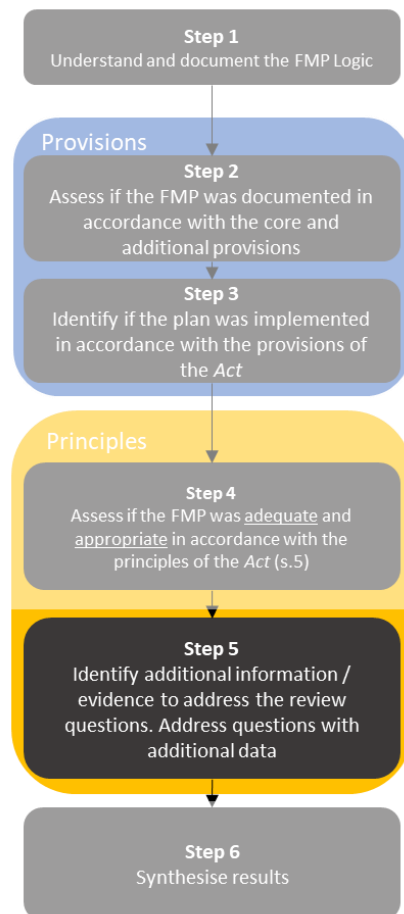 Step 1
Understand and document the FMP Logic
Provisions
Step 2
Assess if the FMP was documented in
accordance with the core and
additional provisions
Step 3
Identify if the plan was implemented
in accordance with the provisions of
the Act
Principles
Step 4
Assess if the FMP was adequate and
appropriate in accordance with the
principles of the Act (s.5)
Step 5
Identify additional information /
evidence to address the review
questions. Address questions with
additional data
Step 6
Synthesise results